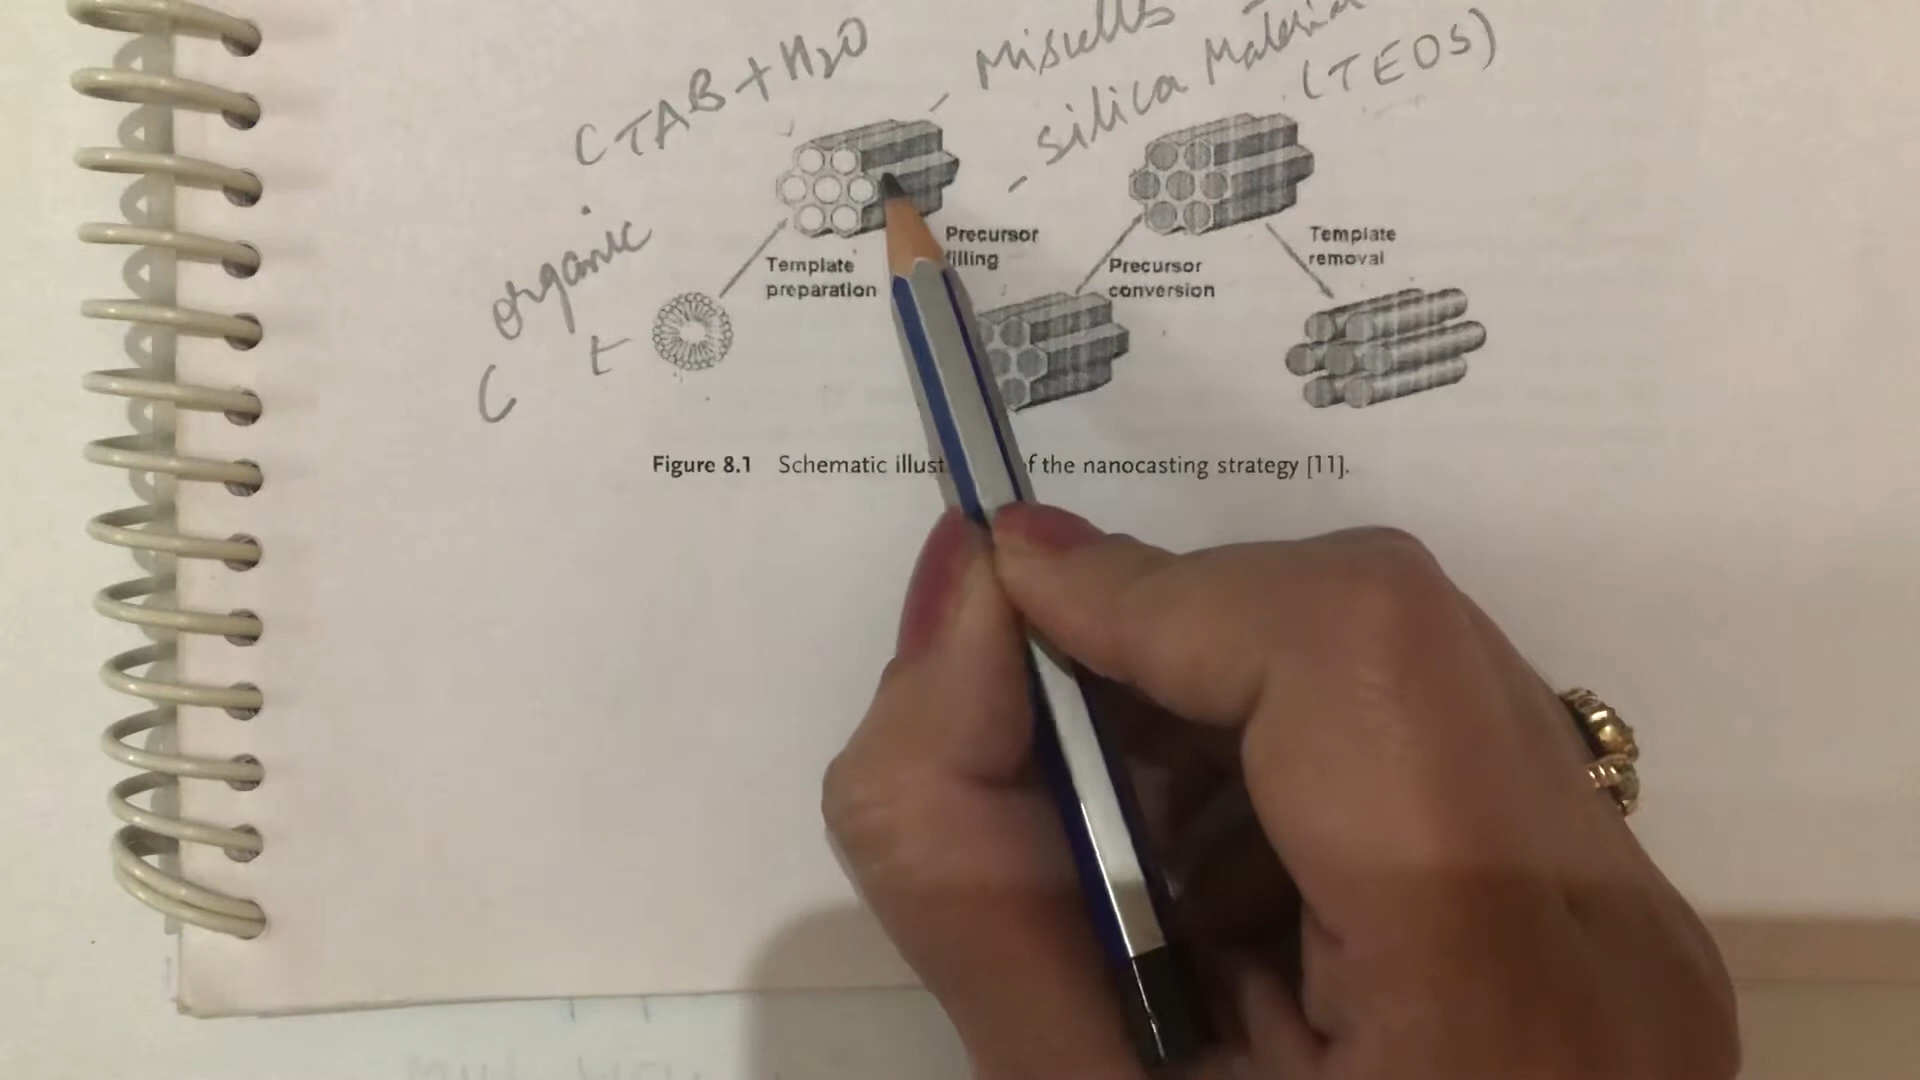 CTAB + H2O
- Misells
- silica Material
(TEOS)
organic
C t
Template
preparation
Precursor
filling
Precursor
conversion
Template
removal
Figure 8.1 Schematic illust f the nanocasting strategy [11].